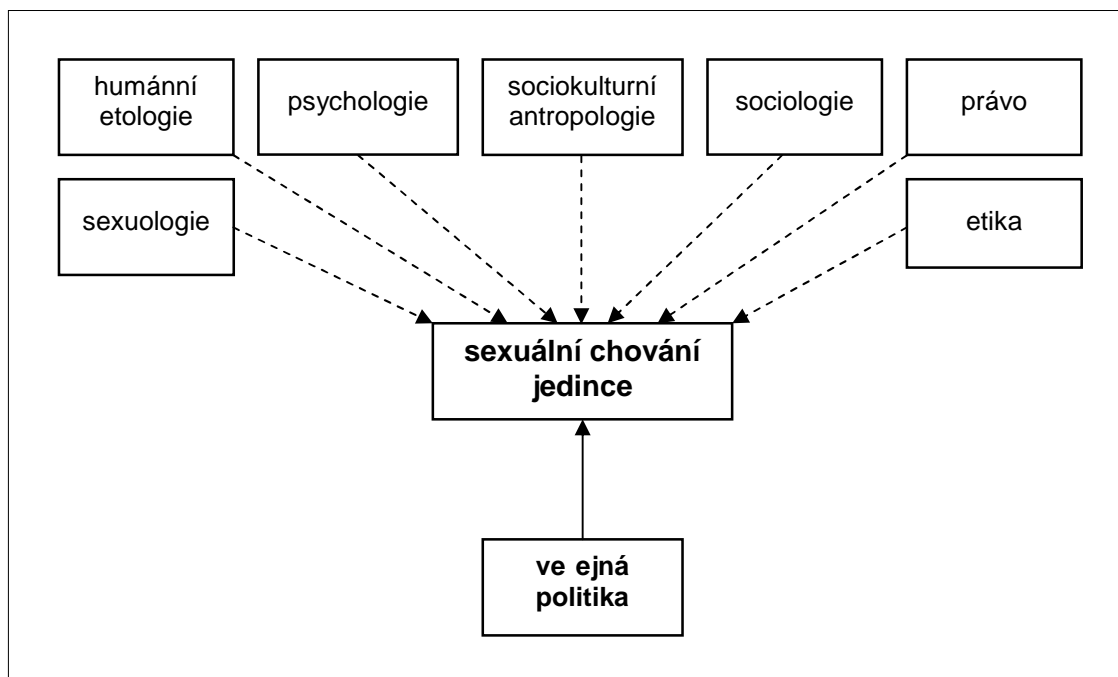 humánní
etologie
psychologie
sociokulturní
antropologie
sociologie
právo
sexuologie
etika
sexuální chování
jedince
ve ejná
politika